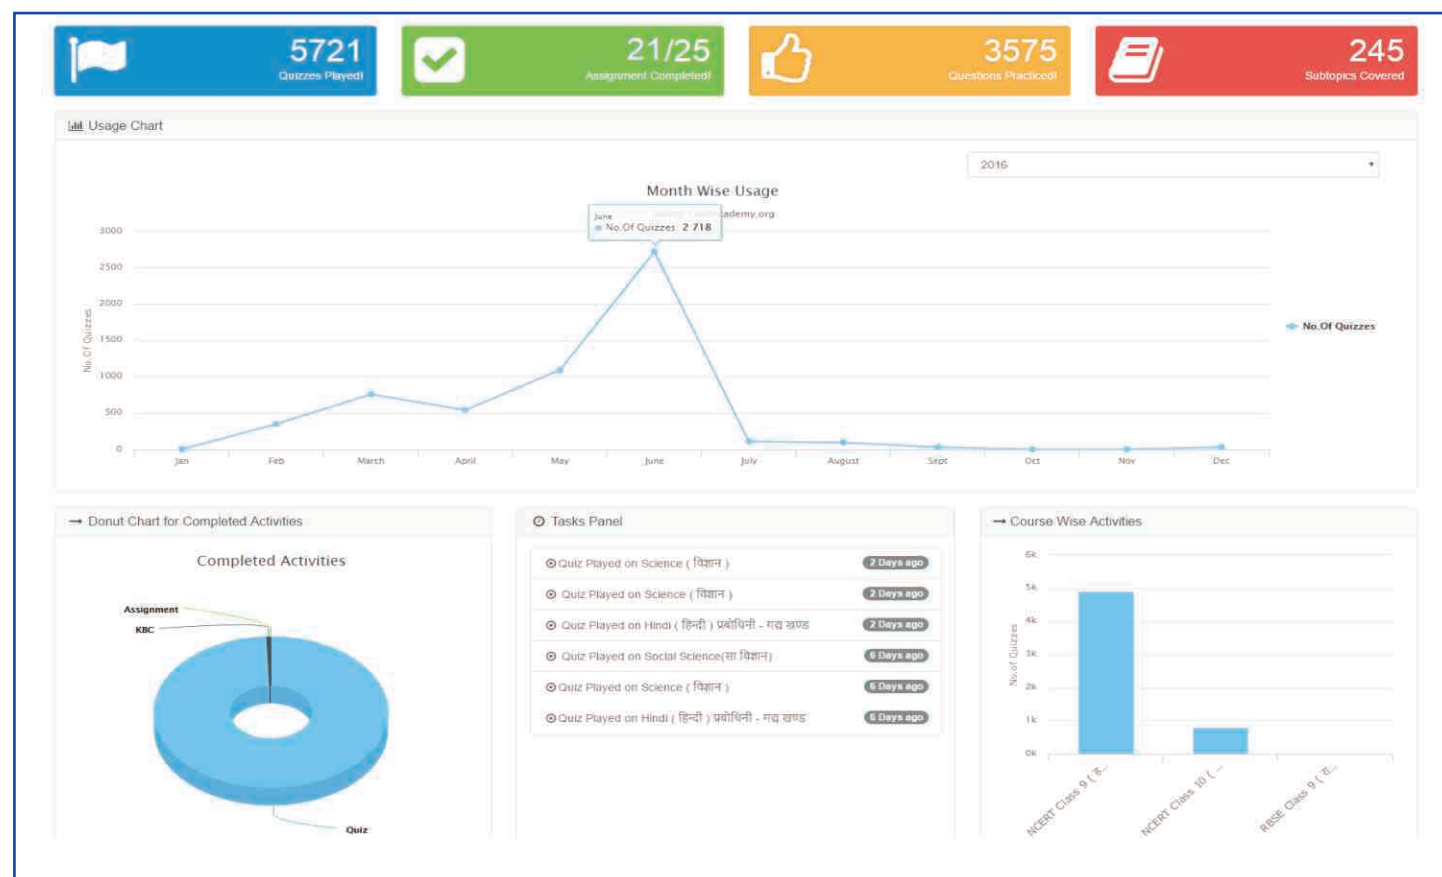 5721
Quizzes Played!
21/25
Assignment Completed!
3575
Questions Practiced!
245
Subtopics Covered
Usage Chart
2016
Month Wise Usage
ademy.org
June
No.Of Quizzes: 2 718
3000
2500
2000
1500
1000
500
0
No.Of Quizzes
Jan Feb March April May June July August Sept Oct Nov Dec
No.Of Quizzes
Donut Chart for Completed Activities
Completed Activities
Assignment
KBC
Quiz
Tasks Panel
Quiz Played on Science ( विज्ञान ) 2 Days ago
Quiz Played on Science ( विज्ञान ) 2 Days ago
Quiz Played on Hindi ( हिन्दी ) प्रबोधिनी - गद्य खण्ड 2 Days ago
Quiz Played on Social Science(सा.विज्ञान) 6 Days ago
Quiz Played on Science ( विज्ञान ) 6 Days ago
Quiz Played on Hindi ( हिन्दी ) प्रबोधिनी - गद्य खण्ड 6 Days ago
Course Wise Activities
6k
5k
4k
3k
2k
1k
0k
No.of Quizzes
NCERT Class 9 (
NCERT Class 10 ( ...
RBSE Class 9 (